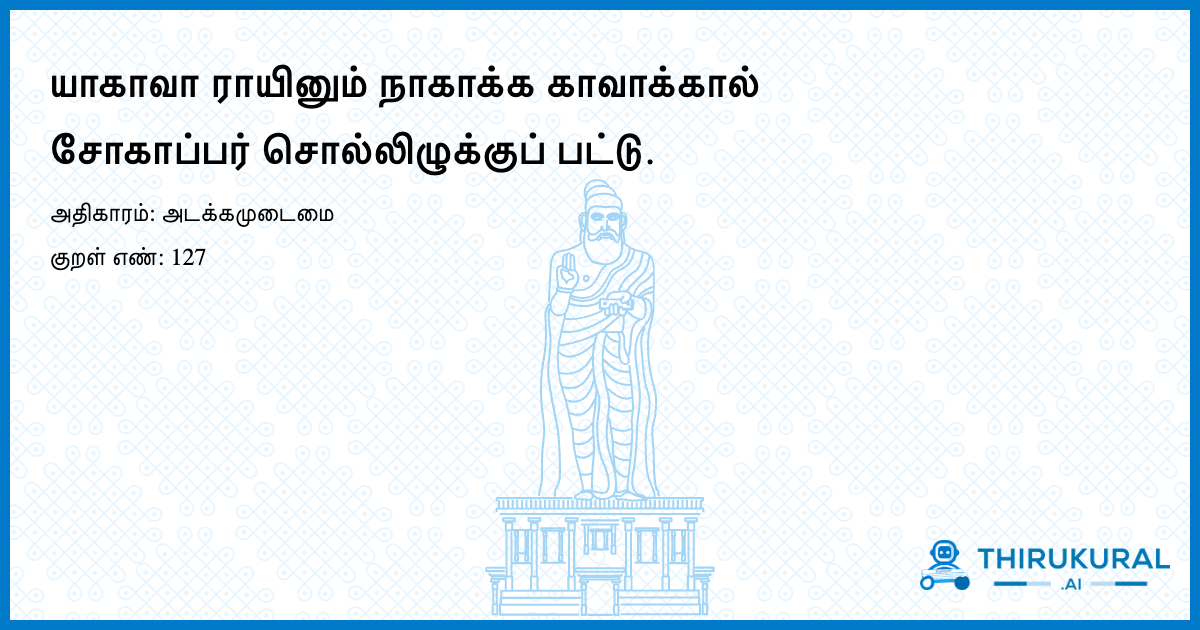 யாகாவா ராயினும் நாகாக்க காவாக்கால்
சோகாப்பர் சொல்லிழுக்குப் பட்டு.
அதிகாரம்: அடக்கமுடைமை
குறள் எண்: 127
THIRUKURAL
.AI